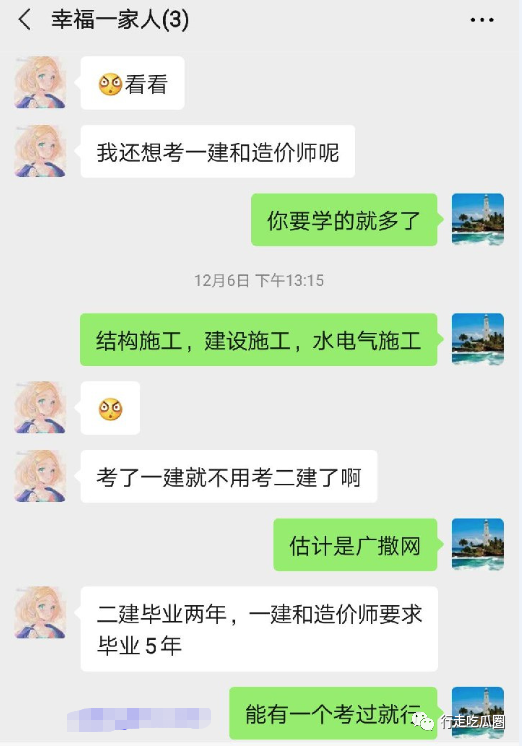 幸福一家人(3)
看看
我还想考一建和造价师呢
你要学的就多了
12月6日 下午13:15
结构施工，建设施工，水电气施工
考了一建就不用考二建了啊
估计是广撒网
二建毕业两年，一建和造价师要求
毕业5年
能有一个考过就行
行走吃瓜圈